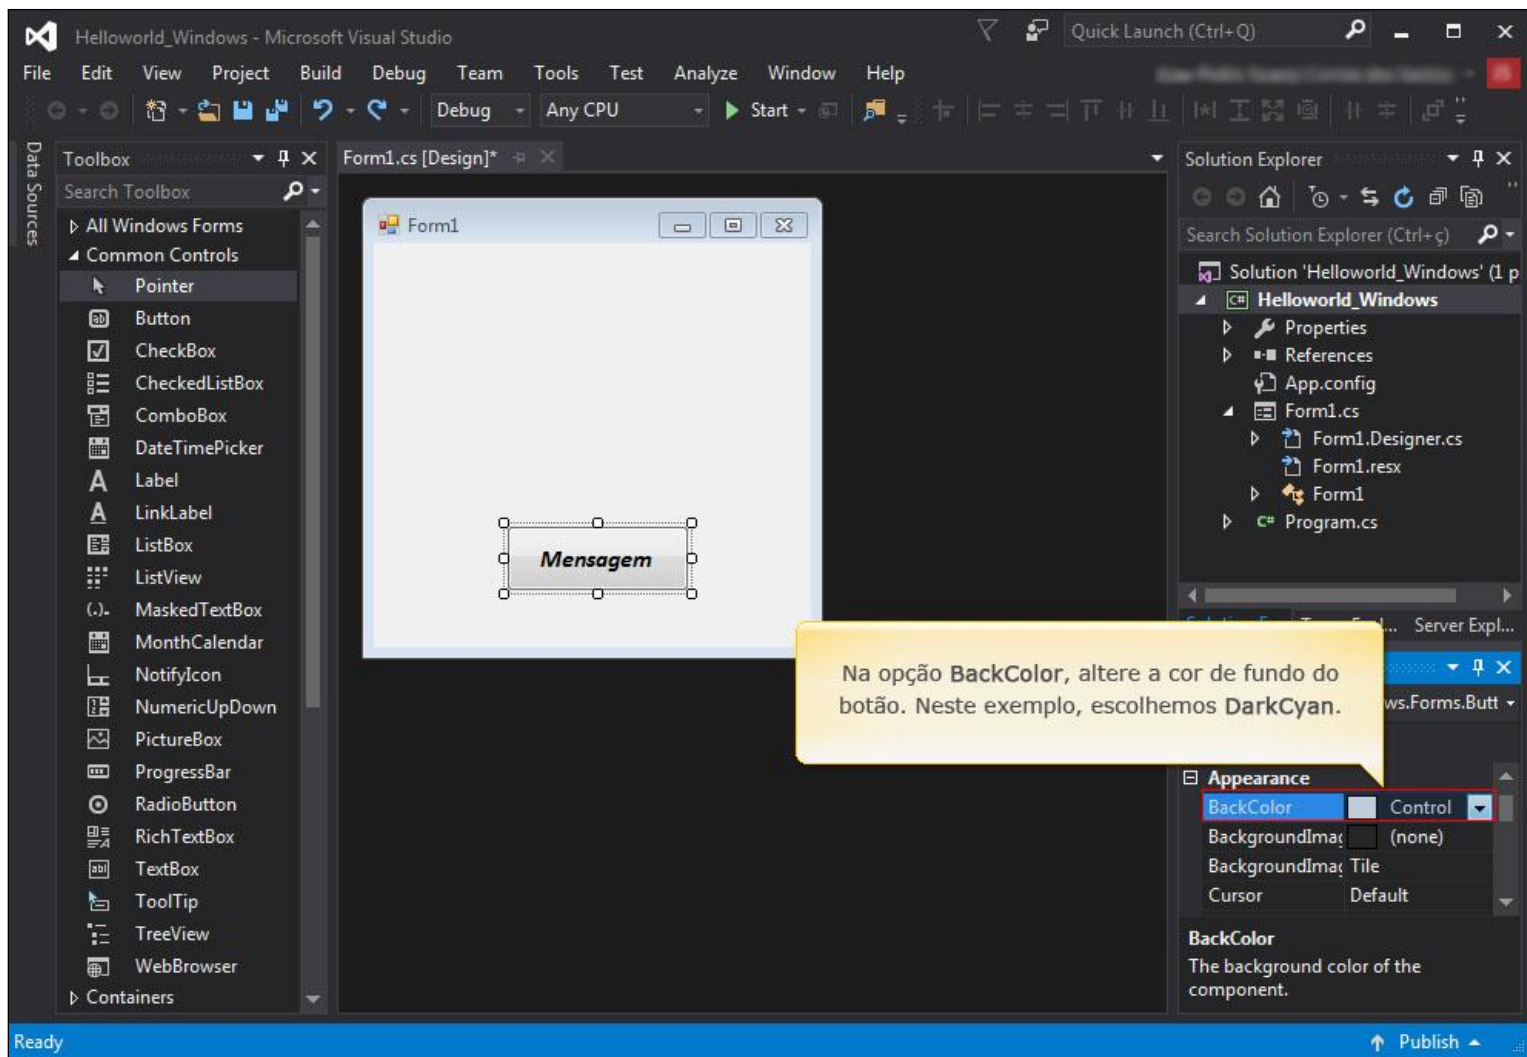 Helloworld_Windows - Microsoft Visual Studio
Quick Launch (Ctrl+Q)
File Edit View Project Build Debug Team Tools Test Analyze Window Help
Debug Any CPU Start
Data Sources
Toolbox
Search Toolbox
All Windows Forms
Common Controls
Pointer
Button
CheckBox
CheckedListBox
ComboBox
DateTimePicker
Label
LinkLabel
ListBox
ListView
MaskedTextBox
MonthCalendar
NotifyIcon
NumericUpDown
PictureBox
ProgressBar
RadioButton
RichTextBox
TextBox
ToolTip
TreeView
WebBrowser
Containers
Form1.cs [Design]*
Form1
Mensagem
Na opção BackColor, altere a cor de fundo do
botão. Neste exemplo, escolhemos DarkCyan.
Solution Explorer
Search Solution Explorer (Ctrl+ç)
Solution 'Helloworld_Windows' (1 p
C# Helloworld_Windows
Properties
References
App.config
Form1.cs
Form1.Designer.cs
Form1.resx
Form1
C# Program.cs
Server Expl...
ws.Forms.Butt
Appearance
BackColor Control
BackgroundImag (none)
BackgroundImag Tile
Cursor Default
BackColor
The background color of the
component.
Ready
Publish